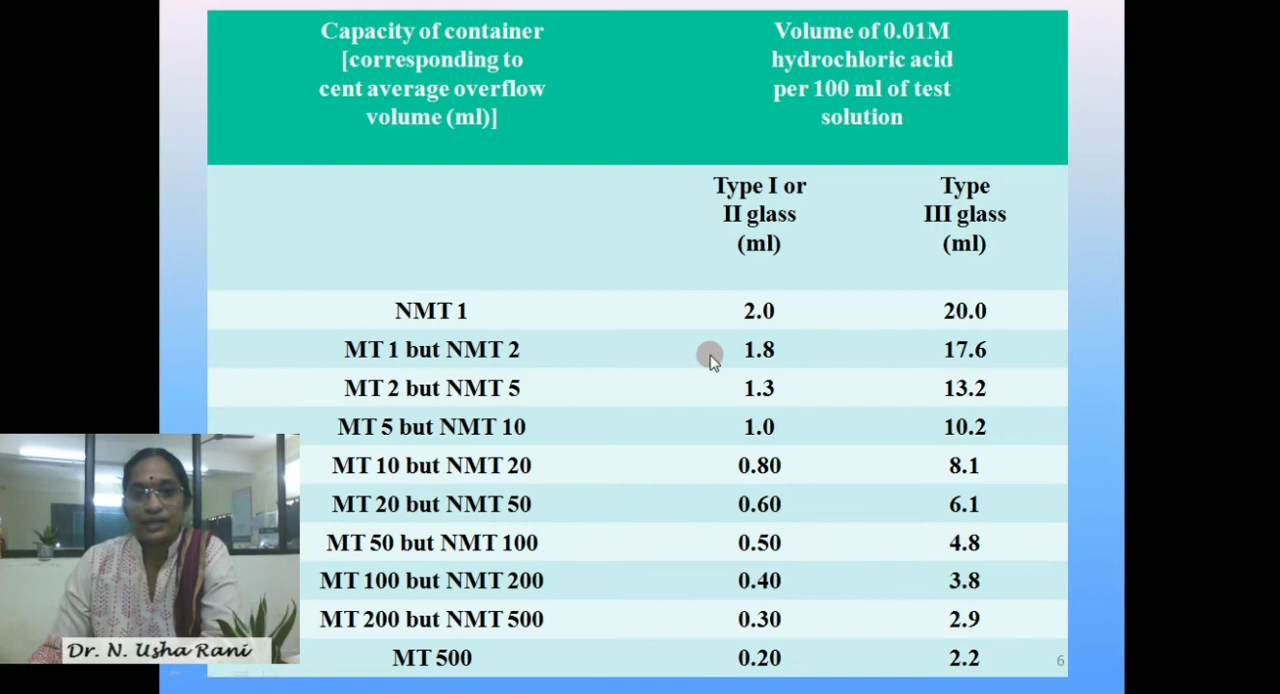 Capacity of container
[corresponding to
cent average overflow
volume (ml)]
Volume of 0.01M
hydrochloric acid
per 100 ml of test
solution
Type I or
II glass
(ml)
Type
III glass
(ml)
NMT 1 2.0 20.0
MT 1 but NMT 2 1.8 17.6
MT 2 but NMT 5 1.3 13.2
MT 5 but NMT 10 1.0 10.2
MT 10 but NMT 20 0.80 8.1
MT 20 but NMT 50 0.60 6.1
MT 50 but NMT 100 0.50 4.8
MT 100 but NMT 200 0.40 3.8
MT 200 but NMT 500 0.30 2.9
MT 500 0.20 2.2
6
Dr. N. Usha Rani